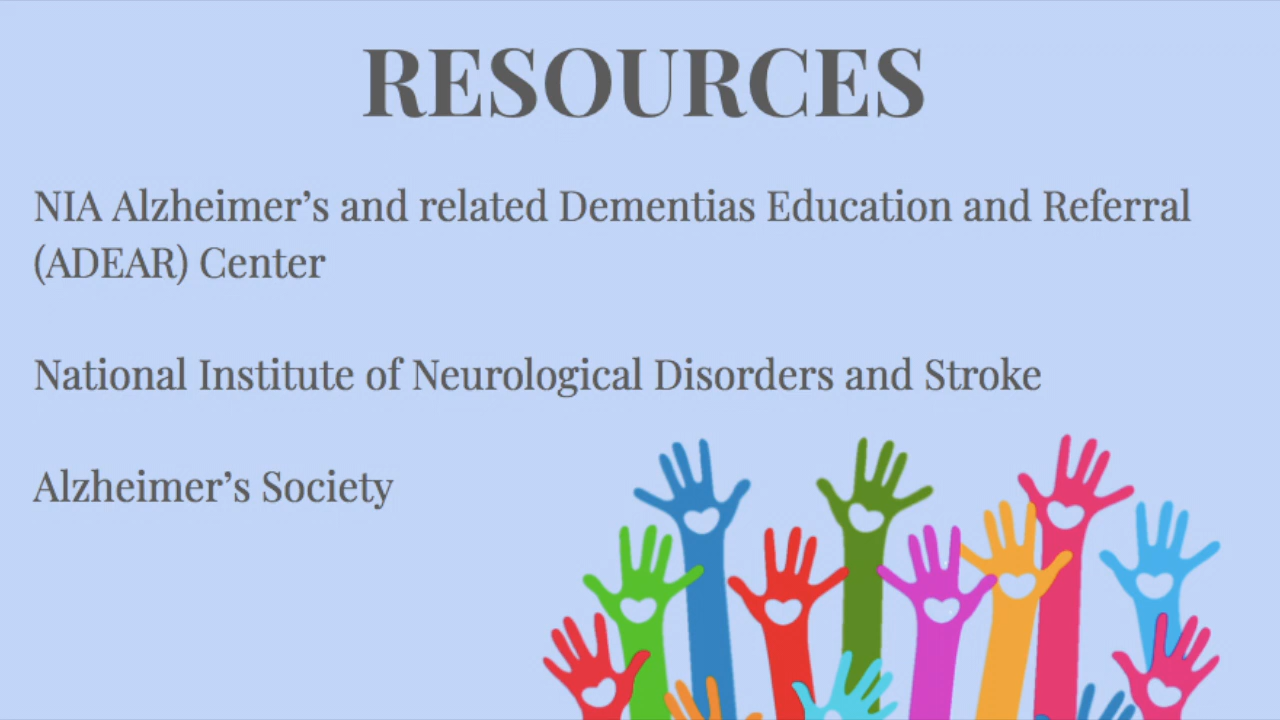 RESOURCES
NIA Alzheimer’s and related Dementias Education and Referral
(ADEAR) Center
National Institute of Neurological Disorders and Stroke
Alzheimer’s Society